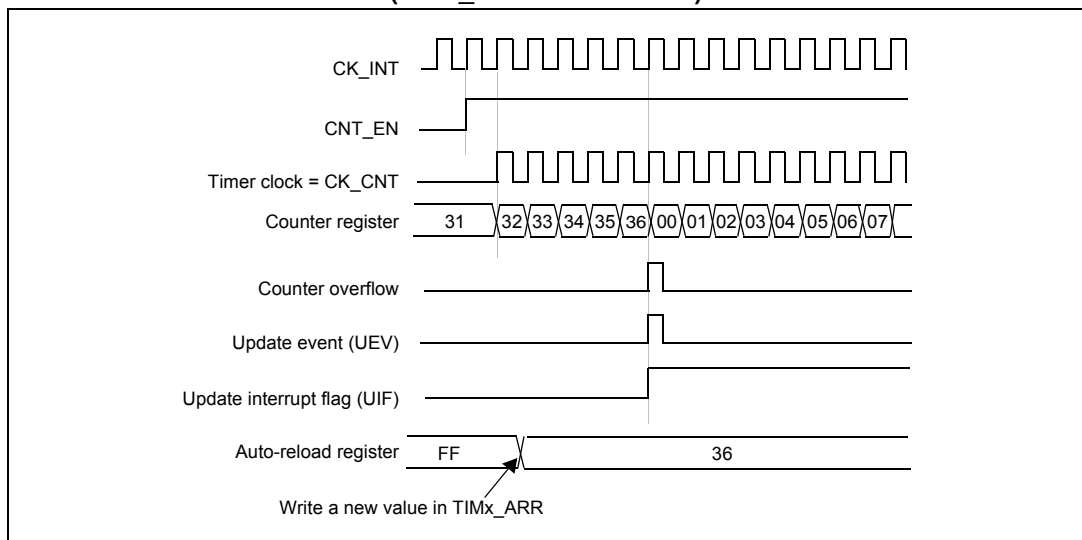 CK_INT
CNT_EN
Timer clock = CK_CNT
Counter register 31 32 33 34 35 36 00 01 02 03 04 05 06 07
Counter overflow
Update event (UEV)
Update interrupt flag (UIF)
Auto-reload register FF 36
Write a new value in TIMx_ARR